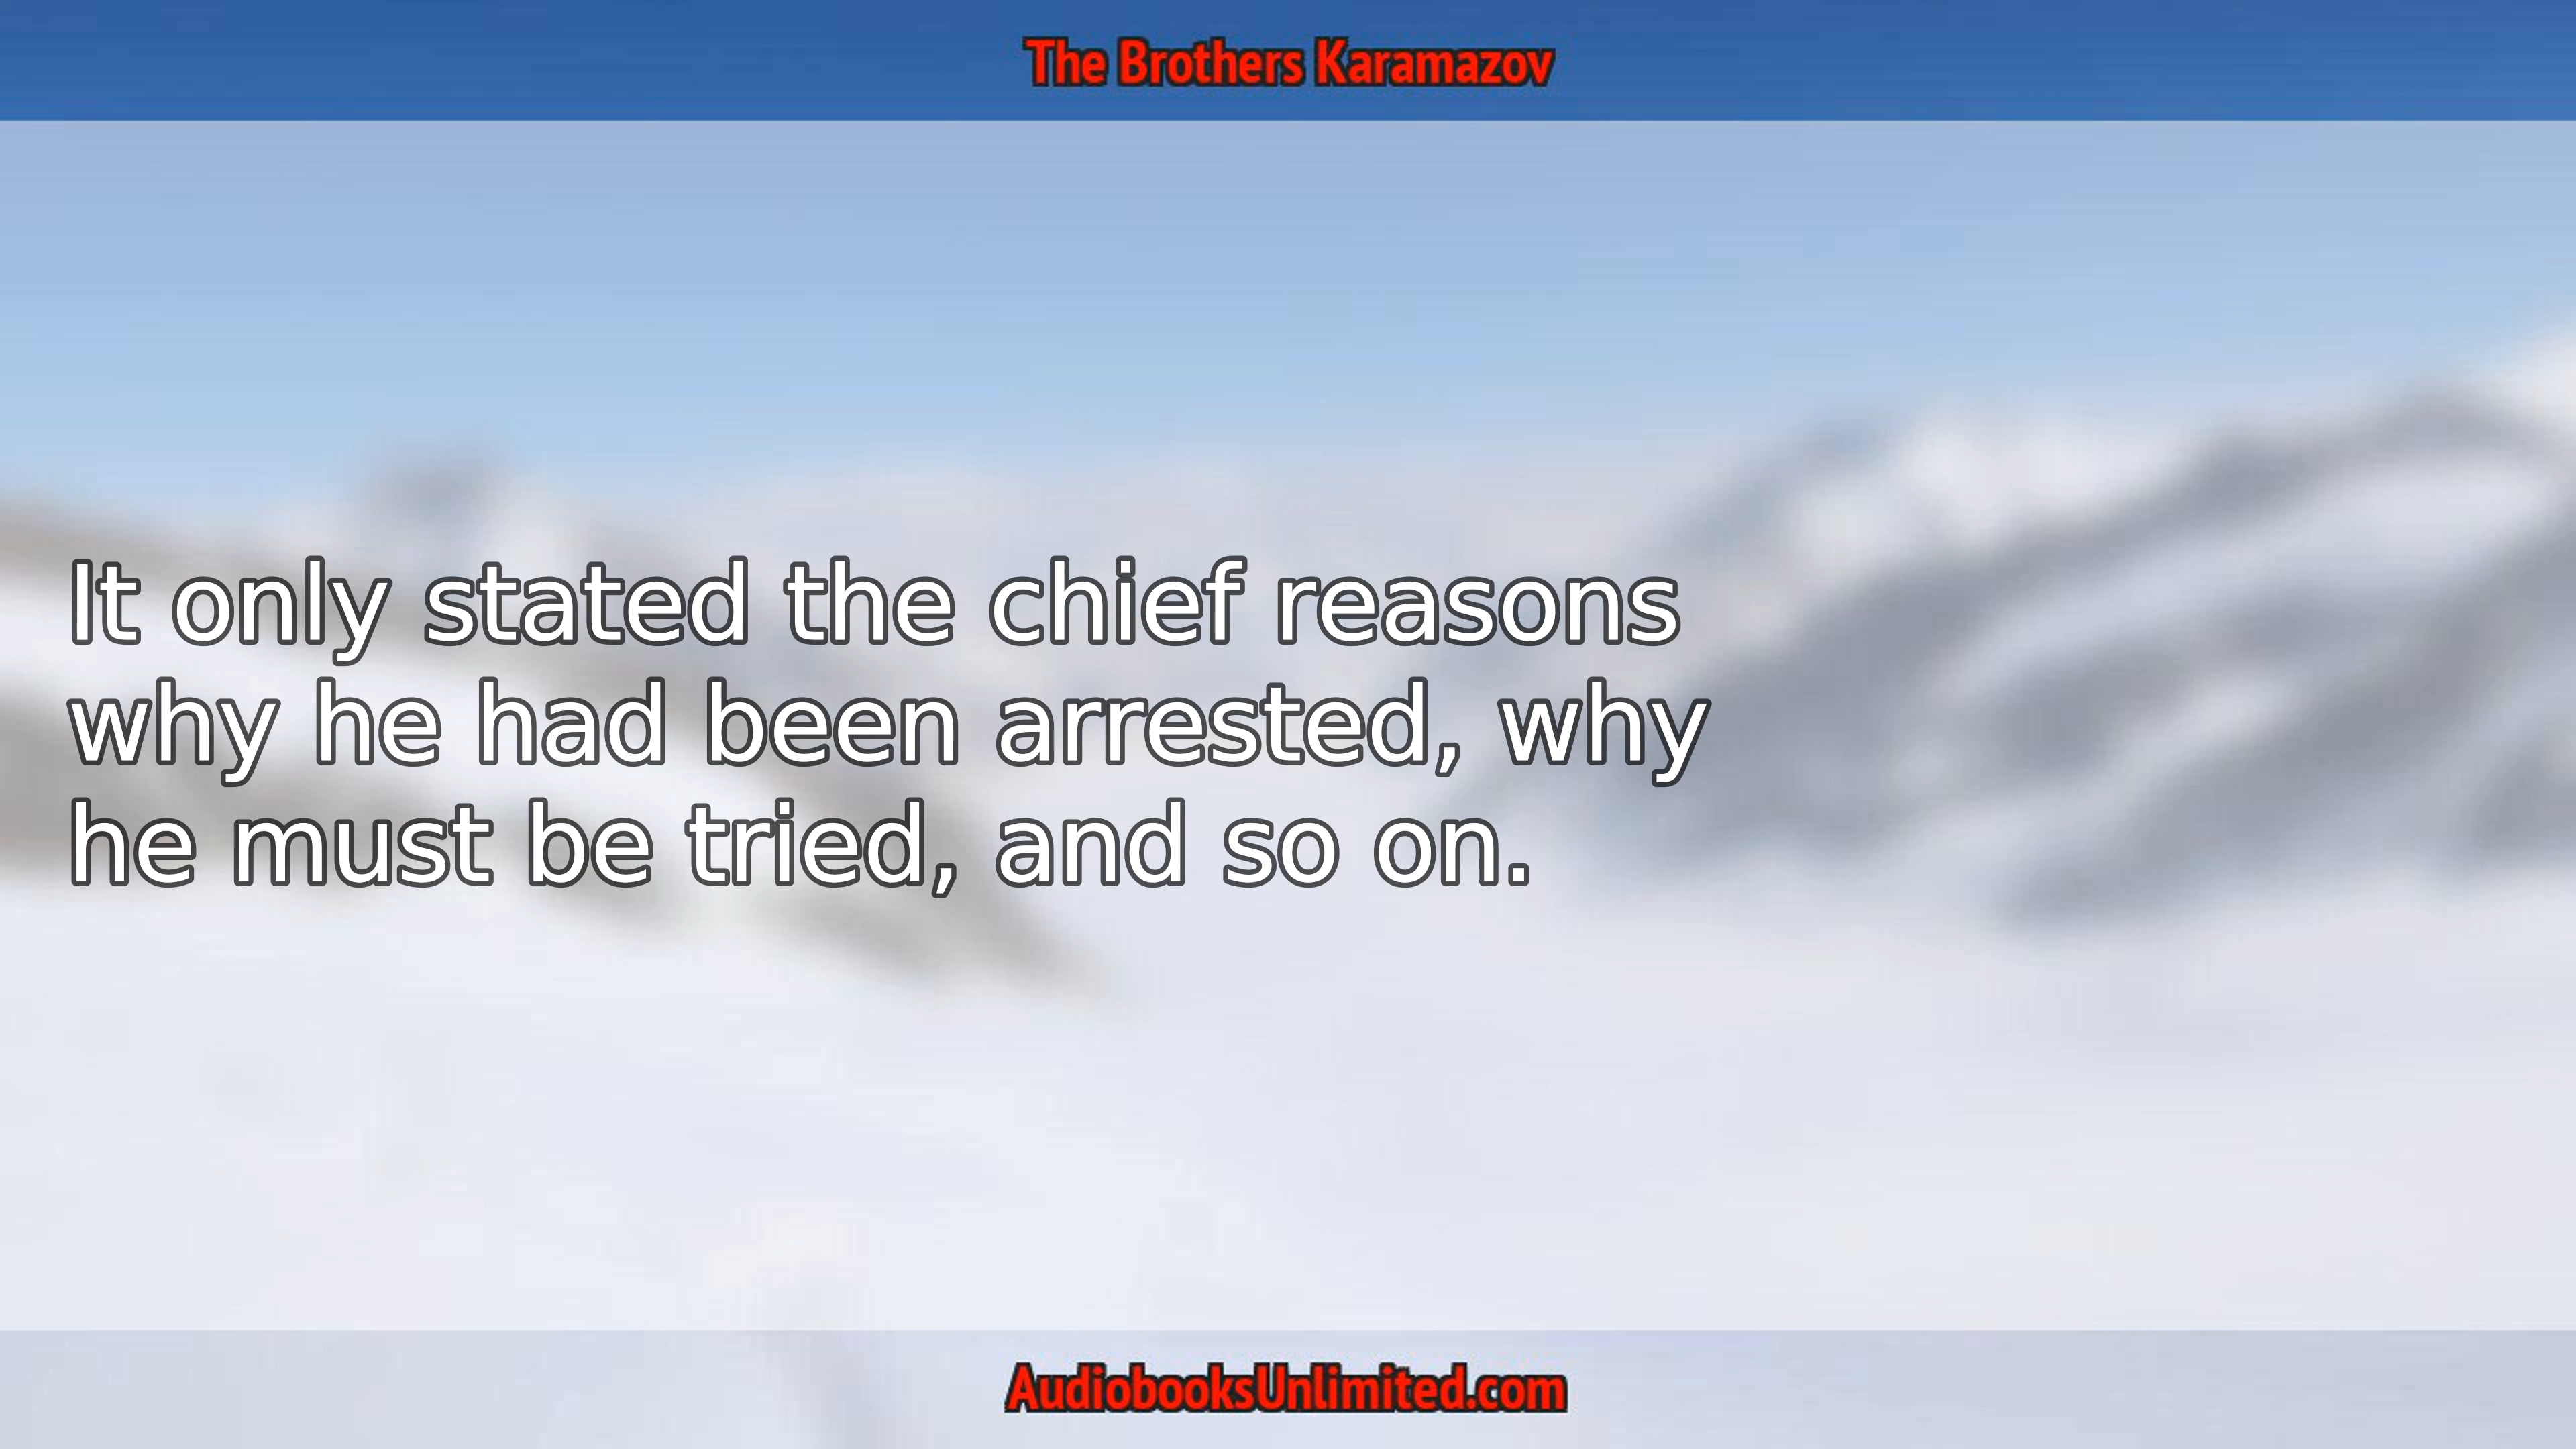 The Brothers Karamazov
It only stated the chief reasons
why he had been arrested, why
he must be tried, and so on.
AudiobooksUnlimited.com